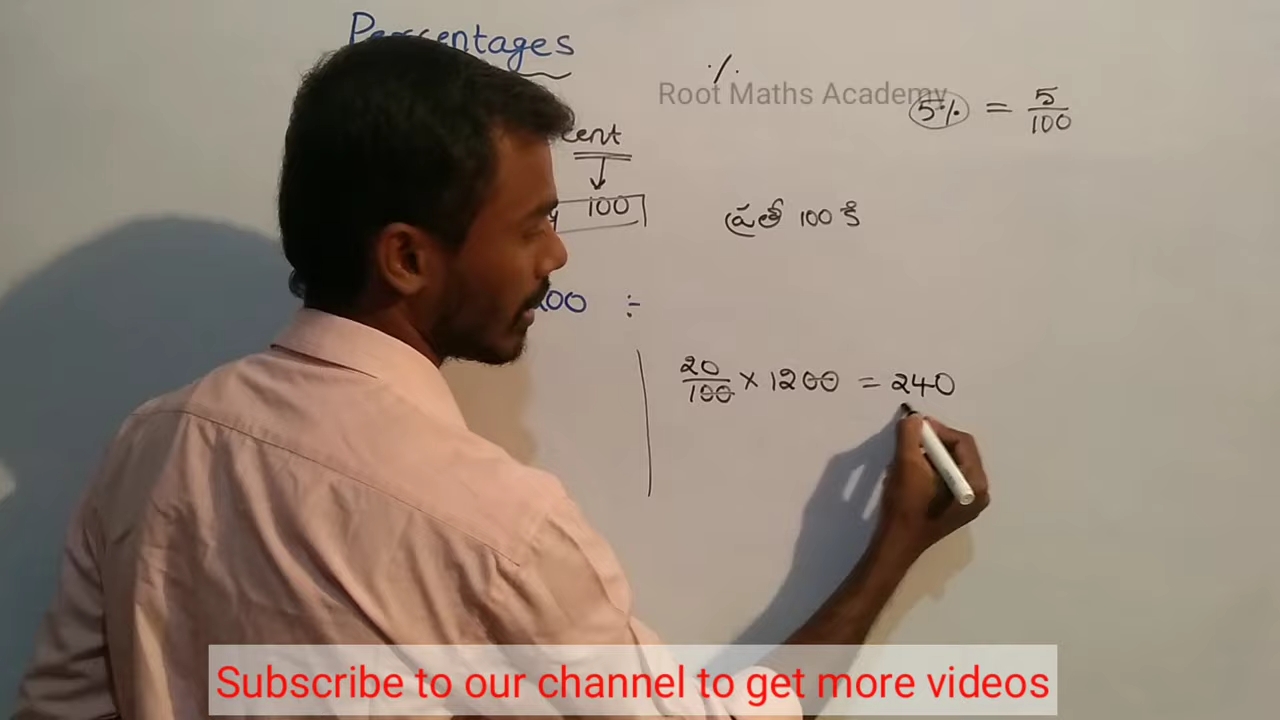 Percentages
%
Root Maths Academy
5% = 5/100
cent
100
ప్రతీ 100 కి
200 ÷
20/100 × 1200 = 240
Subscribe to our channel to get more videos